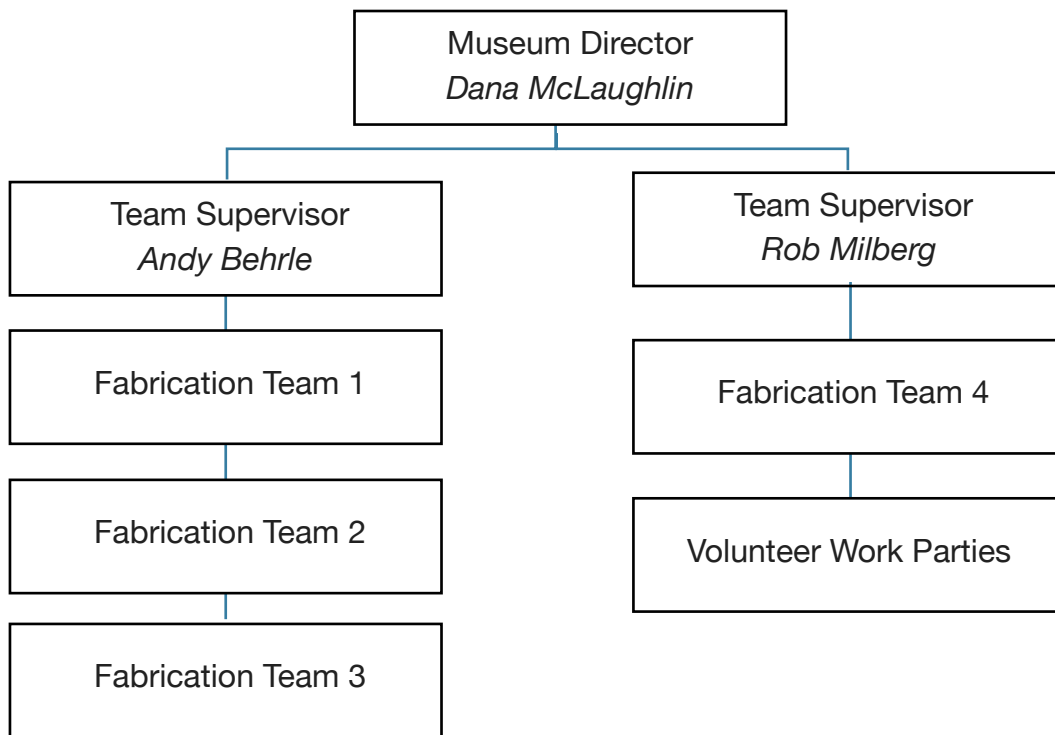 Museum Director
Dana McLaughlin
Team Supervisor
Andy Behrle
Fabrication Team 1
Fabrication Team 2
Fabrication Team 3
Team Supervisor
Rob Milberg
Fabrication Team 4
Volunteer Work Parties